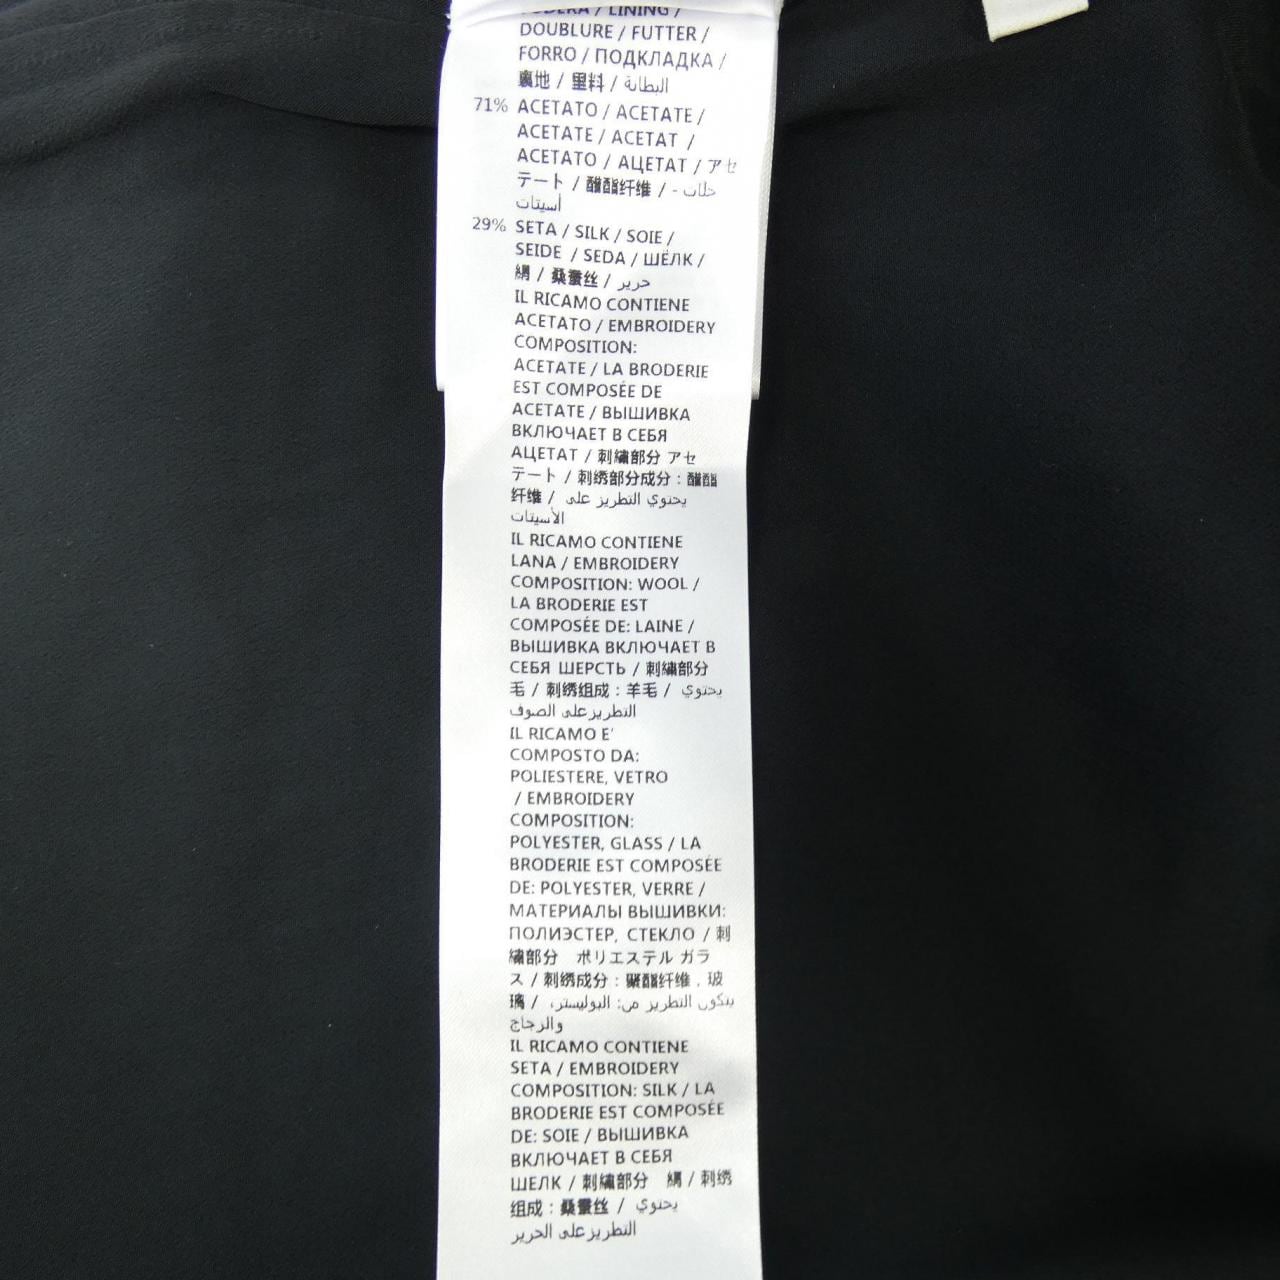 FODERA / LINING /
DOUBLURE / FUTTER /
FORRO / ПОДКЛАДКА /
裏地 / 里料 / البطانة
71% ACETATO / ACETATE /
ACETATE / ACETAT /
ACETATO / АЦЕТАТ / アセ
テート / 醋酯纤维 / خلات -
أسيتات
29% SETA / SILK / SOIE /
SEIDE / SEDA / ШЁЛК /
絹 / 桑蚕丝 / حرير
IL RICAMO CONTIENE
ACETATO / EMBROIDERY
COMPOSITION:
ACETATE / LA BRODERIE
EST COMPOSÉE DE
ACETATE / ВЫШИВКА
ВКЛЮЧАЕТ В СЕБЯ
АЦЕТАТ / 刺繍部分 アセ
テート / 刺绣部分成分：醋酯
纤维 / يحتوي التطريز على
الأسيتات
IL RICAMO CONTIENE
LANA / EMBROIDERY
COMPOSITION: WOOL /
LA BRODERIE EST
COMPOSÉE DE: LAINE /
ВЫШИВКА ВКЛЮЧАЕТ В
СЕБЯ ШЕРСТЬ / 刺繍部分
毛 / 刺绣组成：羊毛 / يحتوي
التطريز على الصوف
IL RICAMO E'
COMPOSTO DA:
POLIESTERE, VETRO
/ EMBROIDERY
COMPOSITION:
POLYESTER, GLASS / LA
BRODERIE EST COMPOSÉE
DE: POLYESTER, VERRE /
МАТЕРИАЛЫ ВЫШИВКИ:
ПОЛИЭСТЕР, СТЕКЛО / 刺
繍部分 ポリエステル ガラ
ス / 刺绣成分：聚酯纤维，玻
璃 / يتكون التطريز من: البوليستر،
والزجاج
IL RICAMO CONTIENE
SETA / EMBROIDERY
COMPOSITION: SILK / LA
BRODERIE EST COMPOSÉE
DE: SOIE / ВЫШИВКА
ВКЛЮЧАЕТ В СЕБЯ
ШЕЛК / 刺繍部分 絹 / 刺绣
组成：桑蚕丝 / يحتوي
التطريز على الحرير